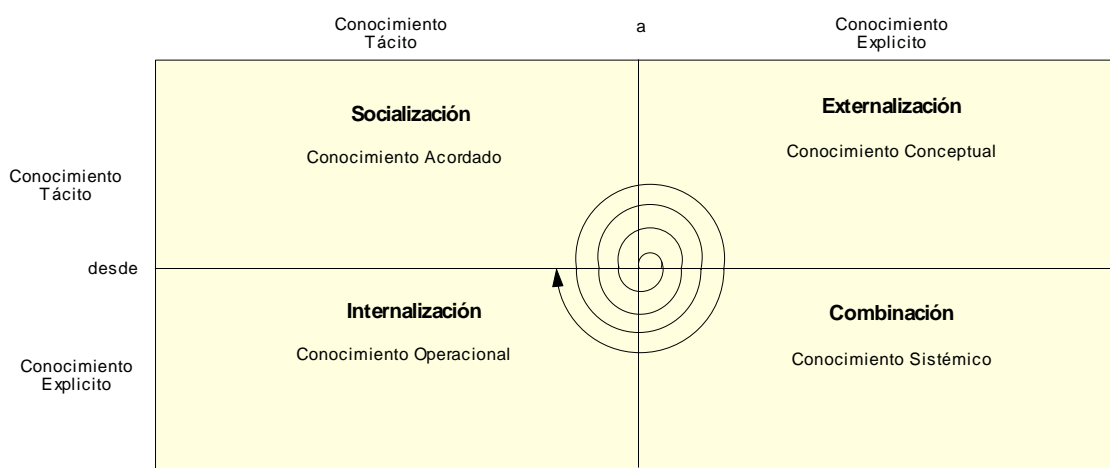 Conocimiento
Tácito
a
Conocimiento
Explicito
Socialización
Conocimiento Acordado
Externalización
Conocimiento Conceptual
Conocimiento
Tácito
desde
Internalización
Conocimiento Operacional
Combinación
Conocimiento Sistémico
Conocimiento
Explicito